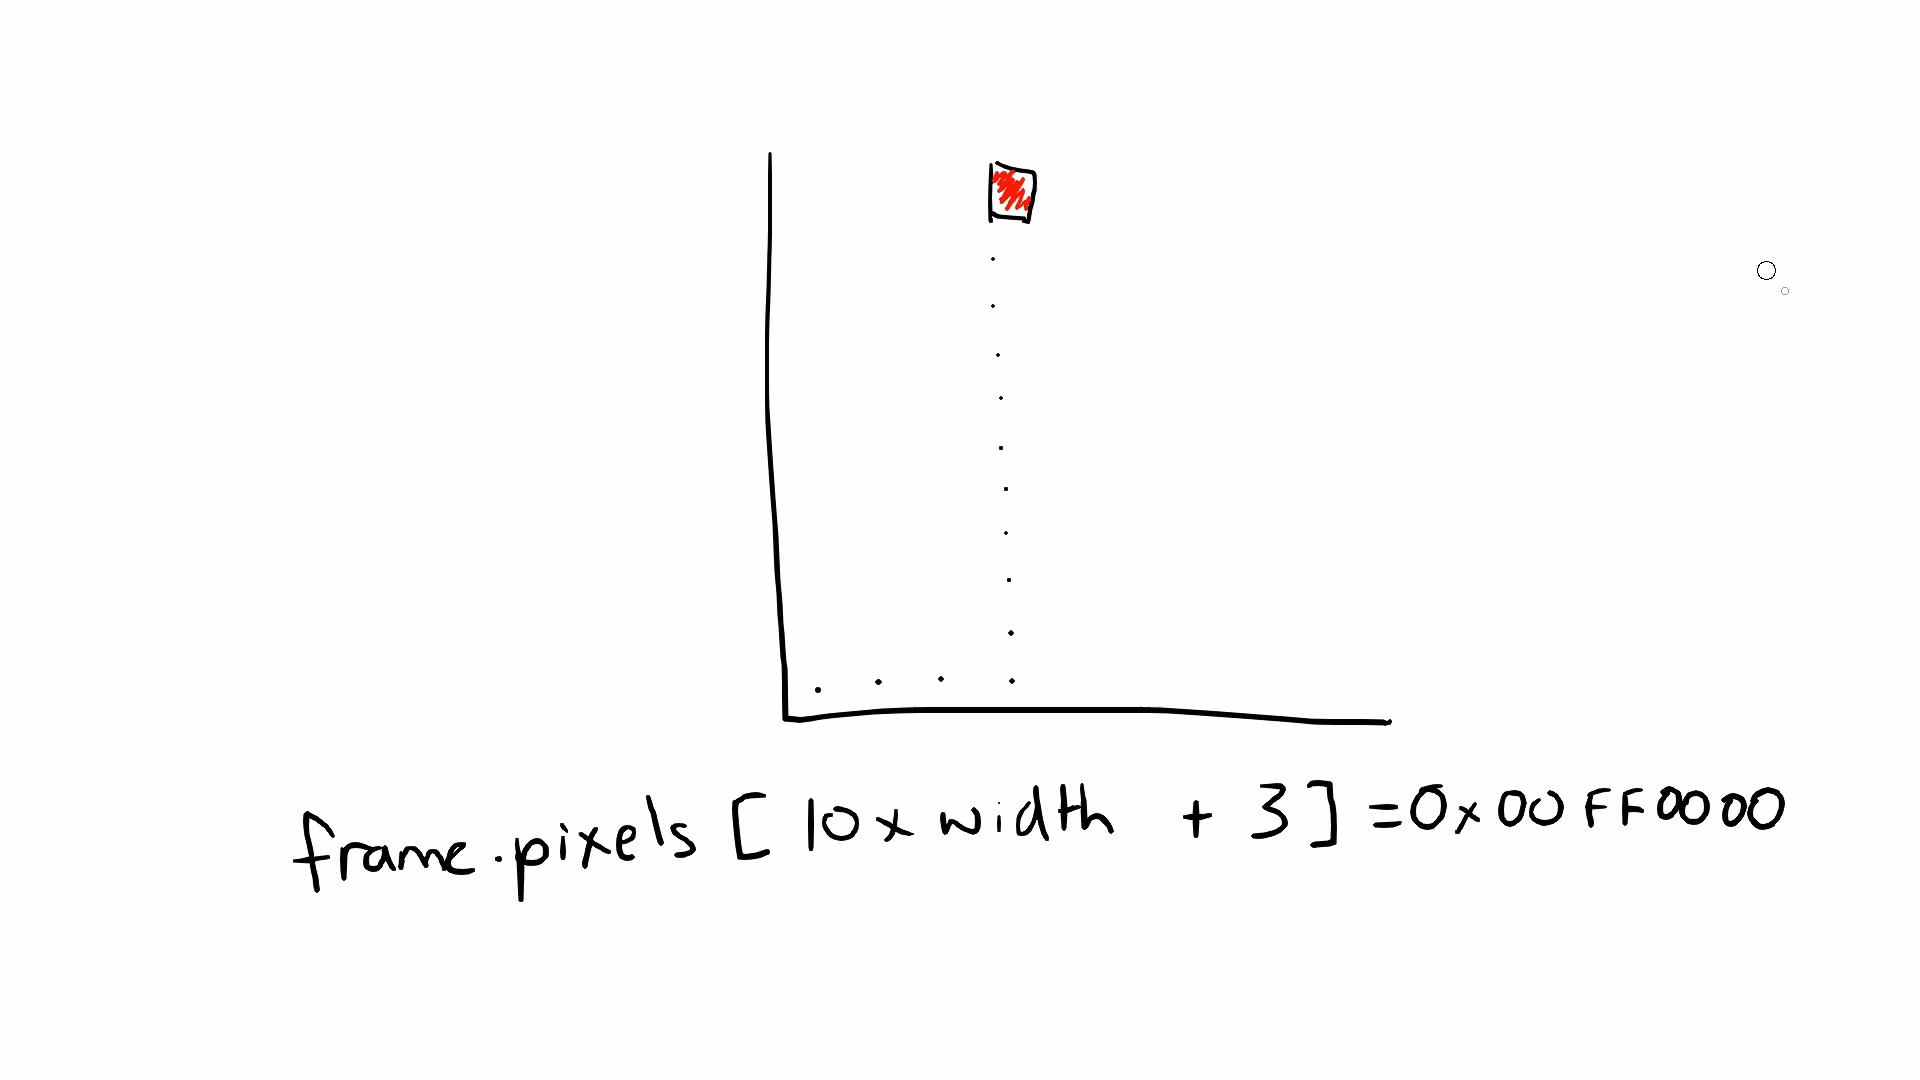 frame.pixels [ 10 x width + 3 ] = 0x00FF0000